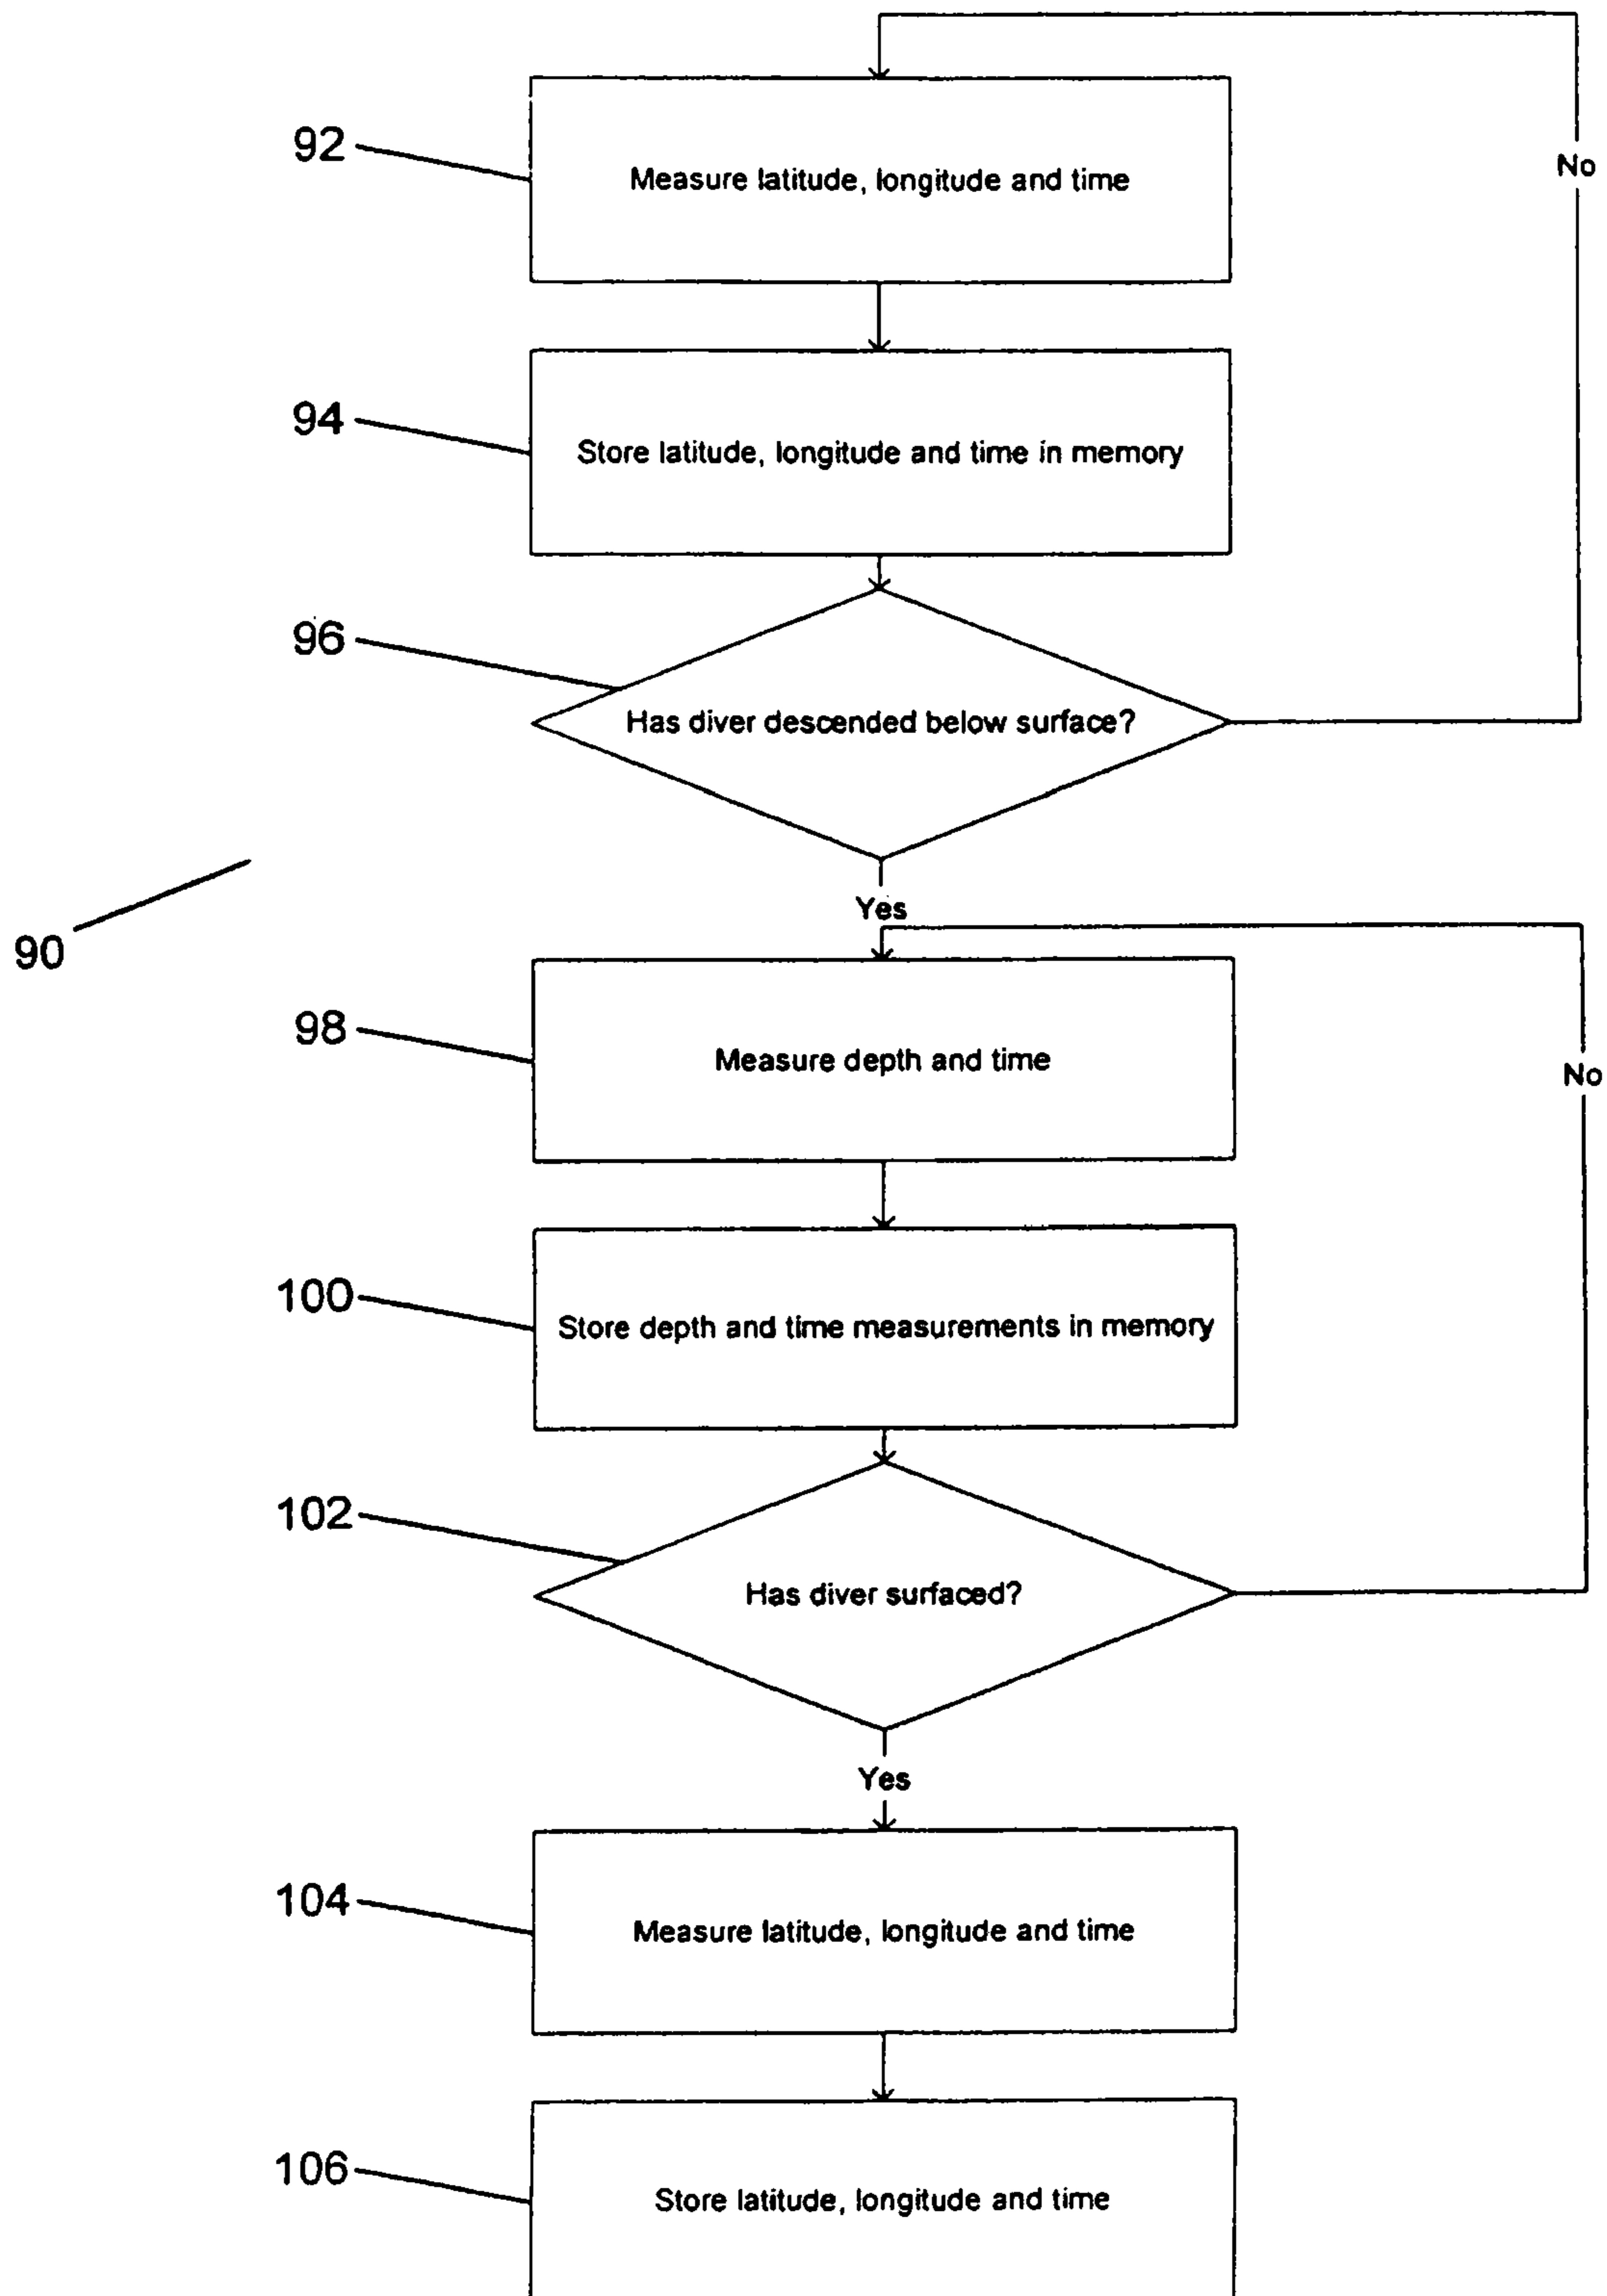 92
Measure latitude, longitude and time
No
94
Store latitude, longitude and time in memory
96
Has diver descended below surface?
Yes
90
98
Measure depth and time
No
100
Store depth and time measurements in memory
102
Has diver surfaced?
Yes
104
Measure latitude, longitude and time
106
Store latitude, longitude and time